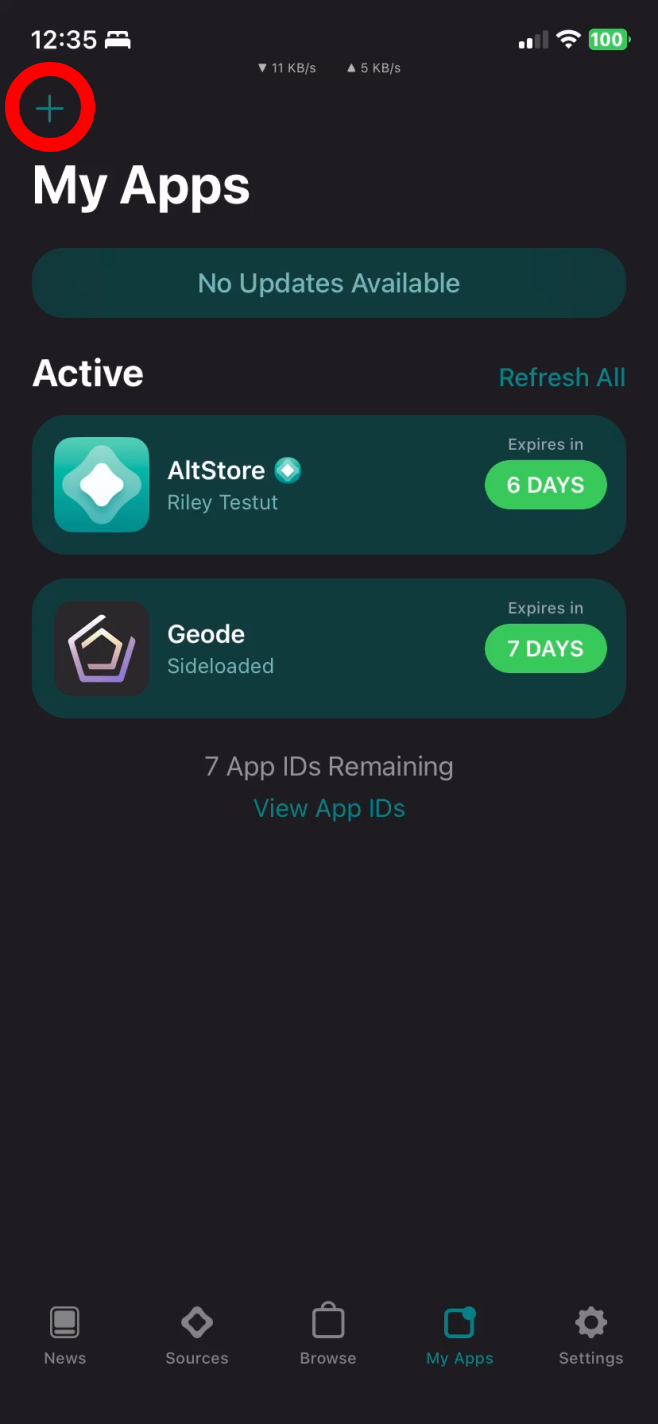 12:35 100
▼ 11 KB/s ▲ 5 KB/s
My Apps
No Updates Available
Active Refresh All
Expires in
AltStore 6 DAYS
Riley Testut
Expires in
Geode 7 DAYS
Sideloaded
7 App IDs Remaining
View App IDs
News Sources Browse My Apps Settings